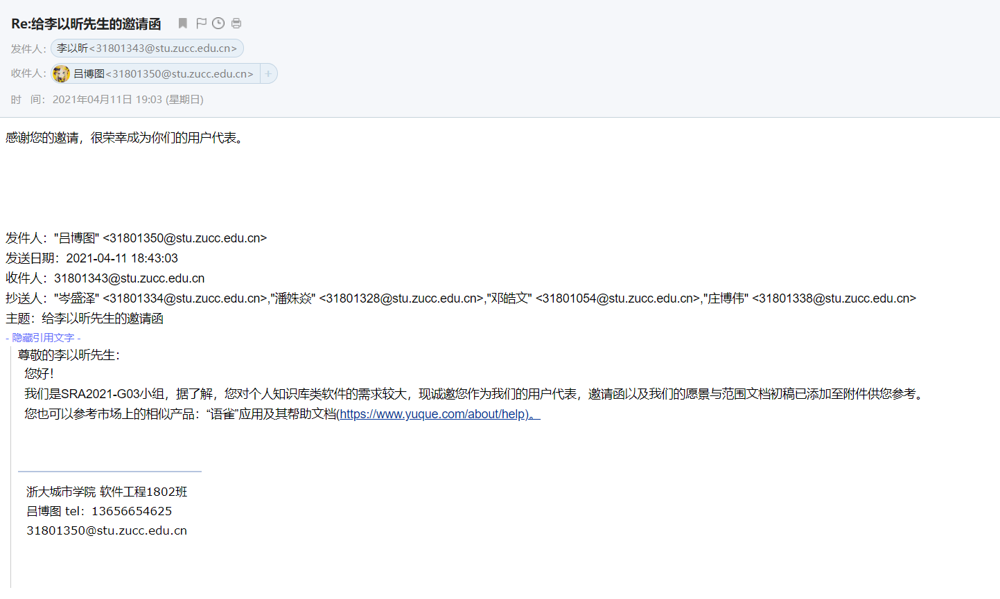 Re:给李以昕先生的邀请函
发件人：李以昕<31801343@stu.zucc.edu.cn>
收件人：吕博图<31801350@stu.zucc.edu.cn> +
时 间：2021年04月11日 19:03 (星期日)
感谢您的邀请，很荣幸成为你们的用户代表。
发件人："吕博图" <31801350@stu.zucc.edu.cn>
发送日期：2021-04-11 18:43:03
收件人：31801343@stu.zucc.edu.cn
抄送人："岑盛泽" <31801334@stu.zucc.edu.cn>,"潘姝焱" <31801328@stu.zucc.edu.cn>,"邓皓文" <31801054@stu.zucc.edu.cn>,"庄博伟" <31801338@stu.zucc.edu.cn>
主题：给李以昕先生的邀请函
- 隐藏引用文字 -
尊敬的李以昕先生：
您好！
我们是SRA2021-G03小组，据了解，您对个人知识库类软件的需求较大，现诚邀您作为我们的用户代表，邀请函以及我们的愿景与范围文档初稿已添加至附件供您参考。
您也可以参考市场上的相似产品：“语雀”应用及其帮助文档(https://www.yuque.com/about/help)。
浙大城市学院 软件工程1802班
吕博图 tel：13656654625
31801350@stu.zucc.edu.cn